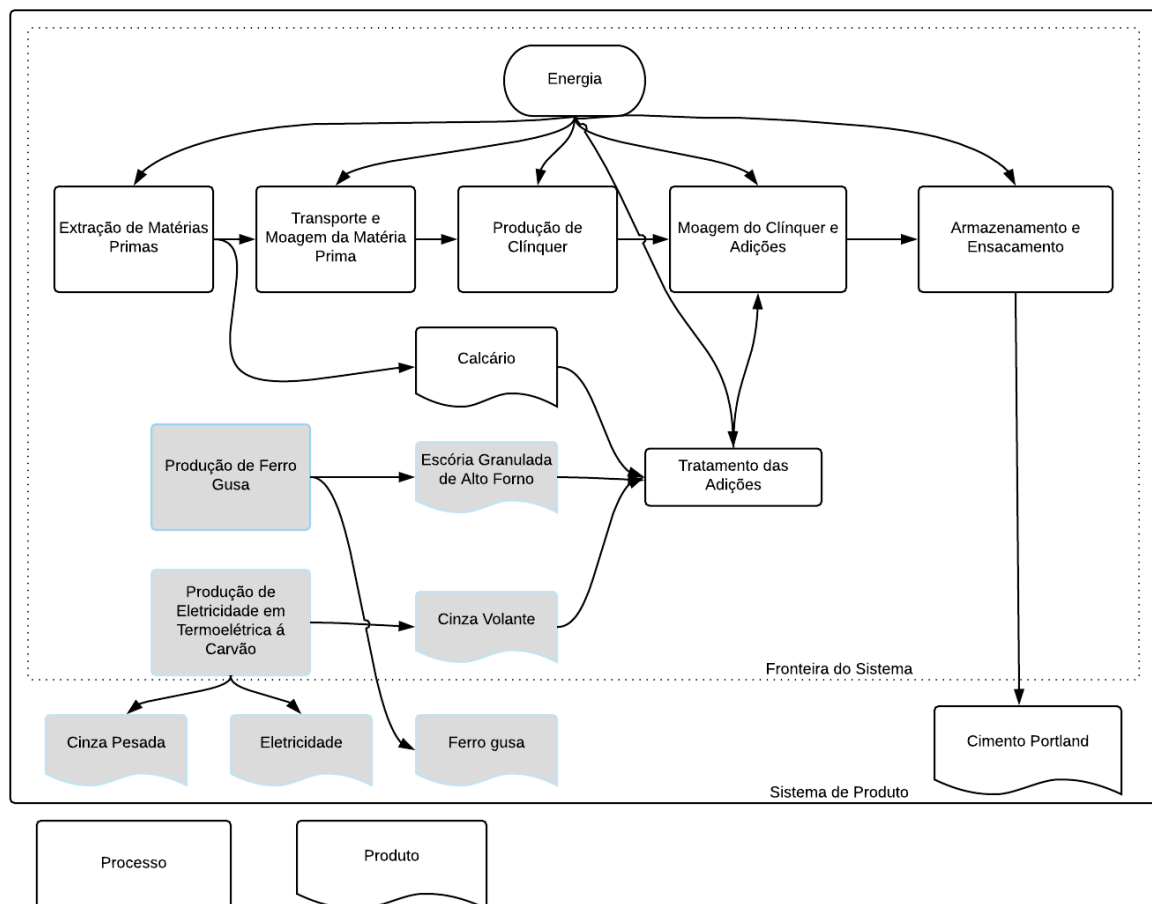 Energia
Extração de Matérias
Primas
Transporte e
Moagem da Matéria
Prima
Produção de
Clínquer
Moagem do Clínquer e
Adições
Armazenamento e
Ensacamento
Calcário
Produção de Ferro
Gusa
Escória Granulada
de Alto Forno
Tratamento das
Adições
Produção de
Eletricidade em
Termoelétrica á
Carvão
Cinza Volante
Fronteira do Sistema
Cinza Pesada
Eletricidade
Ferro gusa
Cimento Portland
Sistema de Produto
Processo
Produto